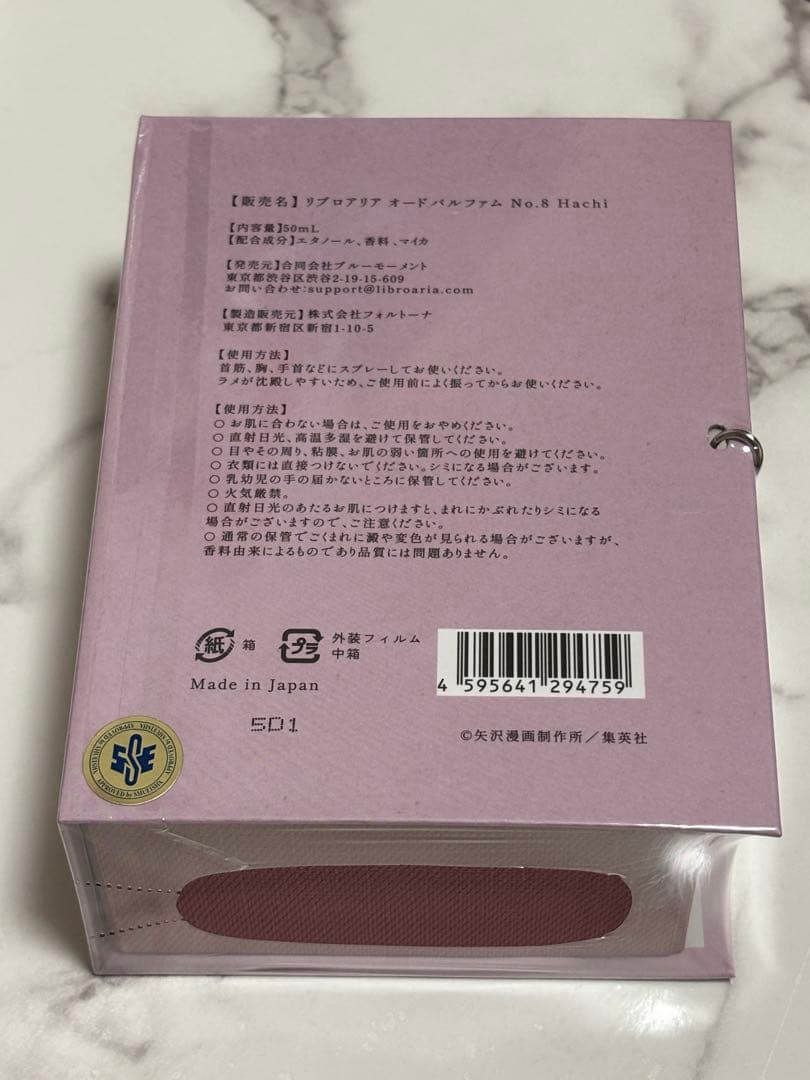 【販売名】リブロアリア オードパルファム No.8 Hachi
【内容量】50mL
【配合成分】エタノール、香料、マイカ
【発売元】合同会社ブルーモーメント
東京都渋谷区渋谷2-19-15-609
お問い合わせ:support@libroaria.com
【製造販売元】株式会社フォルトーナ
東京都新宿区新宿1-10-5
【使用方法】
首筋、胸、手首などにスプレーしてお使いください。
ラメが沈殿しやすいため、ご使用前によく振ってからお使いください。
【使用方法】
○ お肌に合わない場合は、ご使用をおやめください。
○ 直射日光、高温多湿を避けて保管してください。
○ 目やその周り、粘膜、お肌の弱い箇所への使用を避けてください。
○ 衣類には直接つけないでください。シミになる場合がございます。
○ 乳幼児の手の届かないところに保管してください。
○ 火気厳禁。
○ 直射日光のあたるお肌につけますと、まれにかぶれたりシミになる
場合がございますので、ご注意ください。
○ 通常の保管でごくまれに澱や変色が見られる場合がございますが、
香料由来によるものであり品質には問題ありません。
紙 箱
プラ 外装フィルム
中箱
4 595641 294759
Made in Japan
5D1
©矢沢漫画制作所／集英社
SSE
APPROVED by SHUEISHA
APPROVED by SHUEISHA